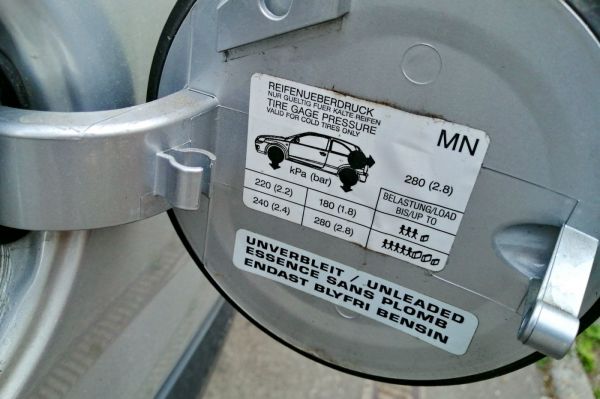 REIFENUEBERDRUCK
NUR GUELTIG FUER KALTE REIFEN
TIRE GAGE PRESSURE
VALID FOR COLD TIRES ONLY
MN
kPa (bar)
280 (2.8)
220 (2.2) 180 (1.8) BELASTUNG/LOAD
BIS/UP TO
240 (2.4) 280 (2.8)
UNVERBLEIT / UNLEADED
ESSENCE SANS PLOMB
ENDAST BLYFRI BENSIN